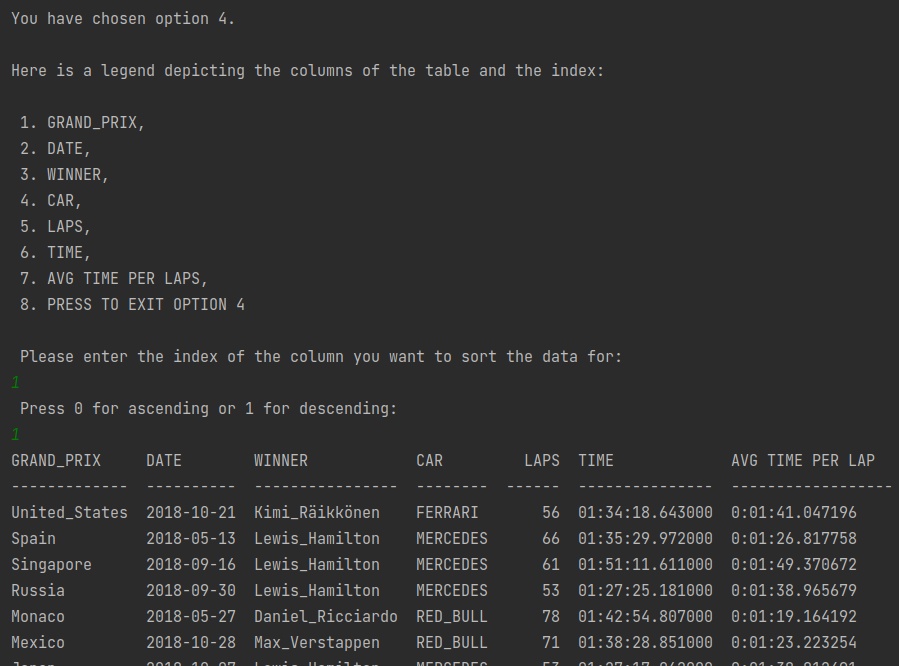 You have chosen option 4.
Here is a legend depicting the columns of the table and the index:
1. GRAND_PRIX,
2. DATE,
3. WINNER,
4. CAR,
5. LAPS,
6. TIME,
7. AVG TIME PER LAPS,
8. PRESS TO EXIT OPTION 4
Please enter the index of the column you want to sort the data for:
1
Press 0 for ascending or 1 for descending:
1
GRAND_PRIX     DATE        WINNER            CAR         LAPS  TIME             AVG TIME PER LAP
-------------  ----------  ----------------  --------  ------  ---------------  ------------------
United_States  2018-10-21  Kimi_Räikkönen    FERRARI       56  01:34:18.643000  0:01:41.047196
Spain          2018-05-13  Lewis_Hamilton    MERCEDES      66  01:35:29.972000  0:01:26.817758
Singapore      2018-09-16  Lewis_Hamilton    MERCEDES      61  01:51:11.611000  0:01:49.370672
Russia         2018-09-30  Lewis_Hamilton    MERCEDES      53  01:27:25.181000  0:01:38.965679
Monaco         2018-05-27  Daniel_Ricciardo  RED_BULL      78  01:42:54.807000  0:01:19.164192
Mexico         2018-10-28  Max_Verstappen    RED_BULL      71  01:38:28.851000  0:01:23.223254